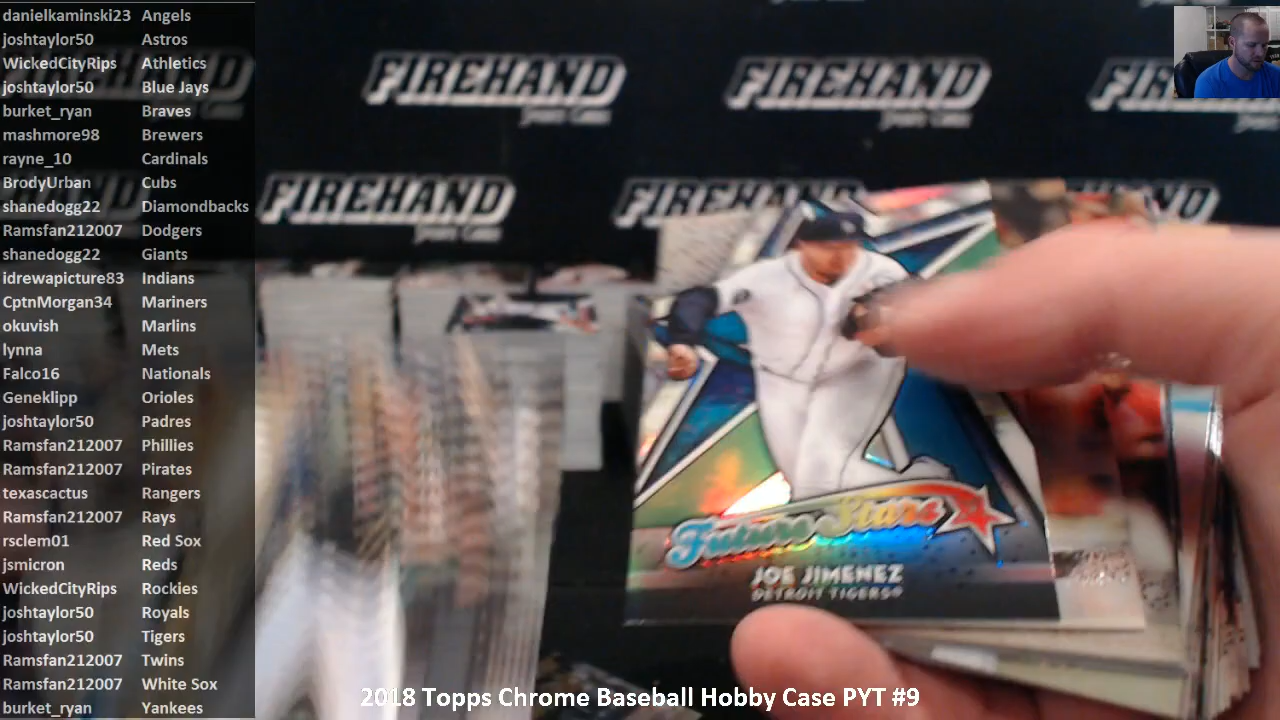 danielkaminski23 Angels
joshtaylor50 Astros
WickedCityRips Athletics
joshtaylor50 Blue Jays
burket_ryan Braves
mashmore98 Brewers
rayne_10 Cardinals
BrodyUrban Cubs
shanedogg22 Diamondbacks
Ramsfan212007 Dodgers
shanedogg22 Giants
idrewapicture83 Indians
CptnMorgan34 Mariners
okuvish Marlins
lynna Mets
Falco16 Nationals
Geneklipp Orioles
joshtaylor50 Padres
Ramsfan212007 Phillies
Ramsfan212007 Pirates
texascactus Rangers
Ramsfan212007 Rays
rsclem01 Red Sox
jsmicron Reds
WickedCityRips Rockies
joshtaylor50 Royals
joshtaylor50 Tigers
Ramsfan212007 Twins
Ramsfan212007 White Sox
burket_ryan Yankees
FIREHAND
FIREHAND
FIREHAND
FIREHAND
Future Stars
JOE JIMENEZ
DETROIT TIGERS
2018 Topps Chrome Baseball Hobby Case PYT #9